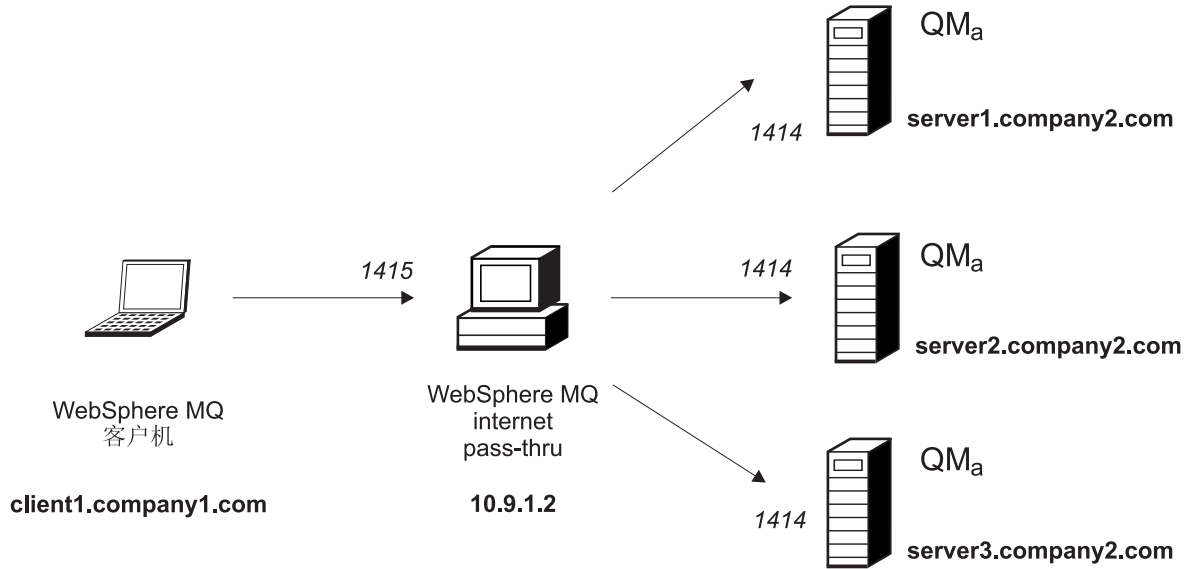 QMa
server1.company2.com
1414
1415
1414
QMa
server2.company2.com
WebSphere MQ
客户机
client1.company1.com
WebSphere MQ
internet
pass-thru
10.9.1.2
1414
QMa
server3.company2.com